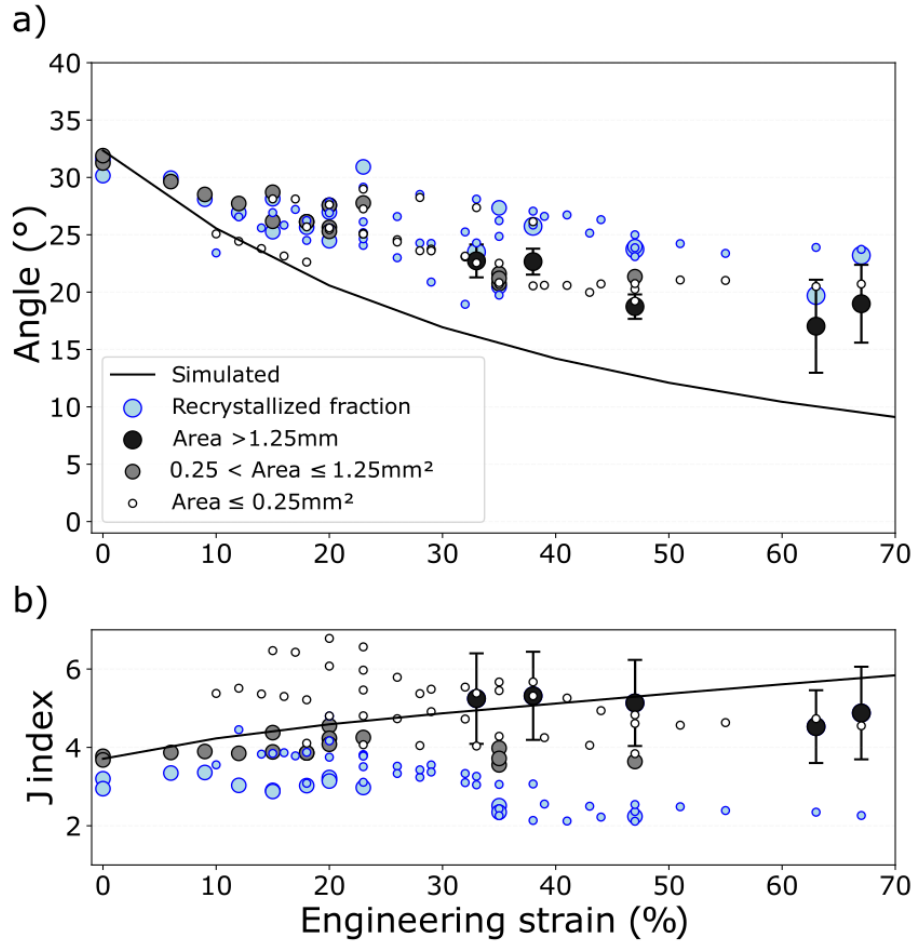 a)
40
35
30
25
20
15
10
5
0
Angle (°)
Simulated
Recrystallized fraction
Area >1.25mm
0.25 < Area ≤ 1.25mm²
Area ≤ 0.25mm²
0 10 20 30 40 50 60 70
b)
6
4
2
J index
0 10 20 30 40 50 60 70
Engineering strain (%)